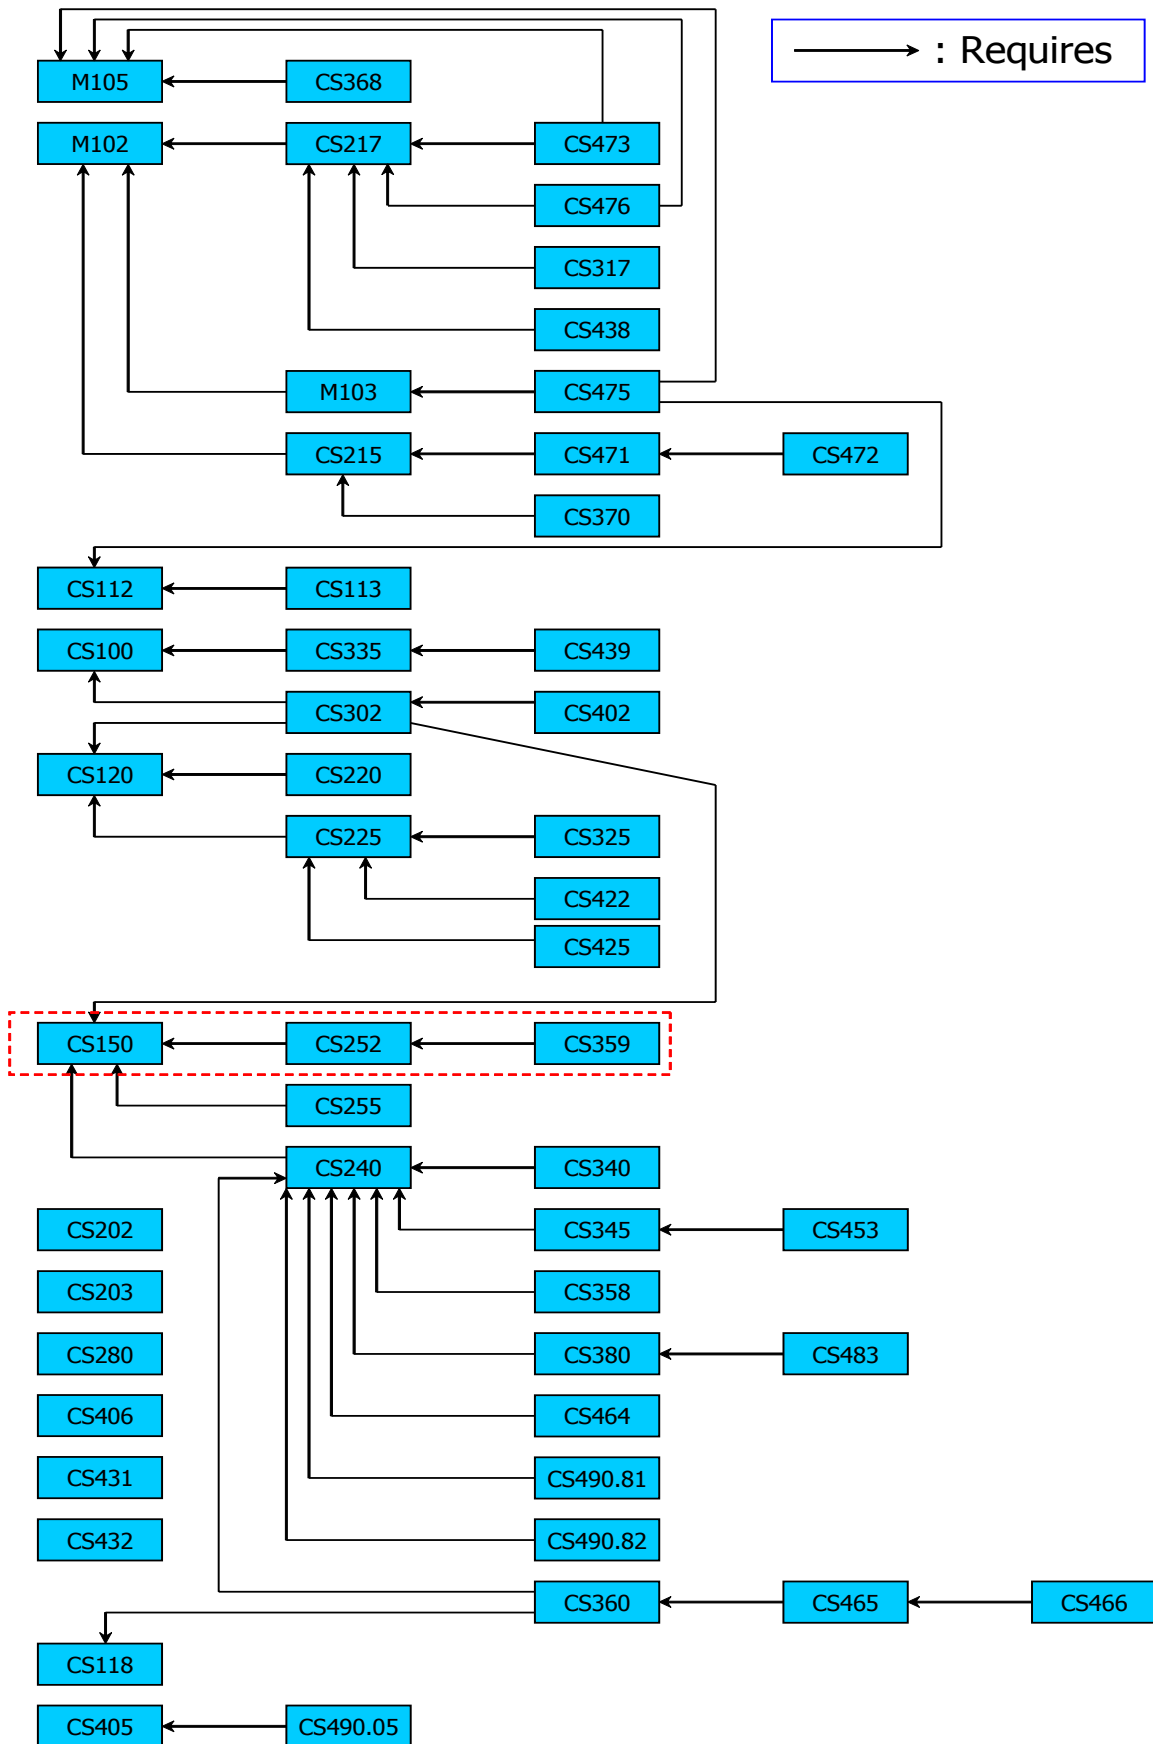 : Requires
M105 CS368
M102 CS217 CS473
CS476
CS317
CS438
M103 CS475
CS215 CS471 CS472
CS370
CS112 CS113
CS100 CS335 CS439
CS302 CS402
CS120 CS220
CS225 CS325
CS422
CS425
CS150 CS252 CS359
CS255
CS240 CS340
CS202 CS345 CS453
CS203 CS358
CS280 CS380 CS483
CS406 CS464
CS431 CS490.81
CS432 CS490.82
CS360 CS465 CS466
CS118
CS405 CS490.05